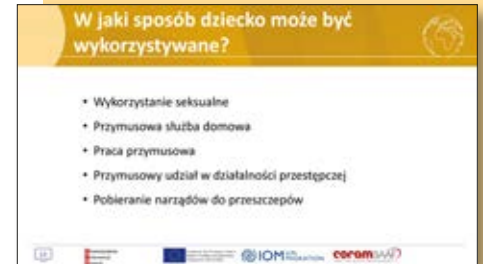 W jaki sposób dziecko może być
wykorzystywane?
• Wykorzystanie seksualne
• Przymusowa służba domowa
• Praca przymusowa
• Przymusowy udział w działalności przestępczej
• Pobieranie narządów do przeszczepów
IOM
coramBAAF